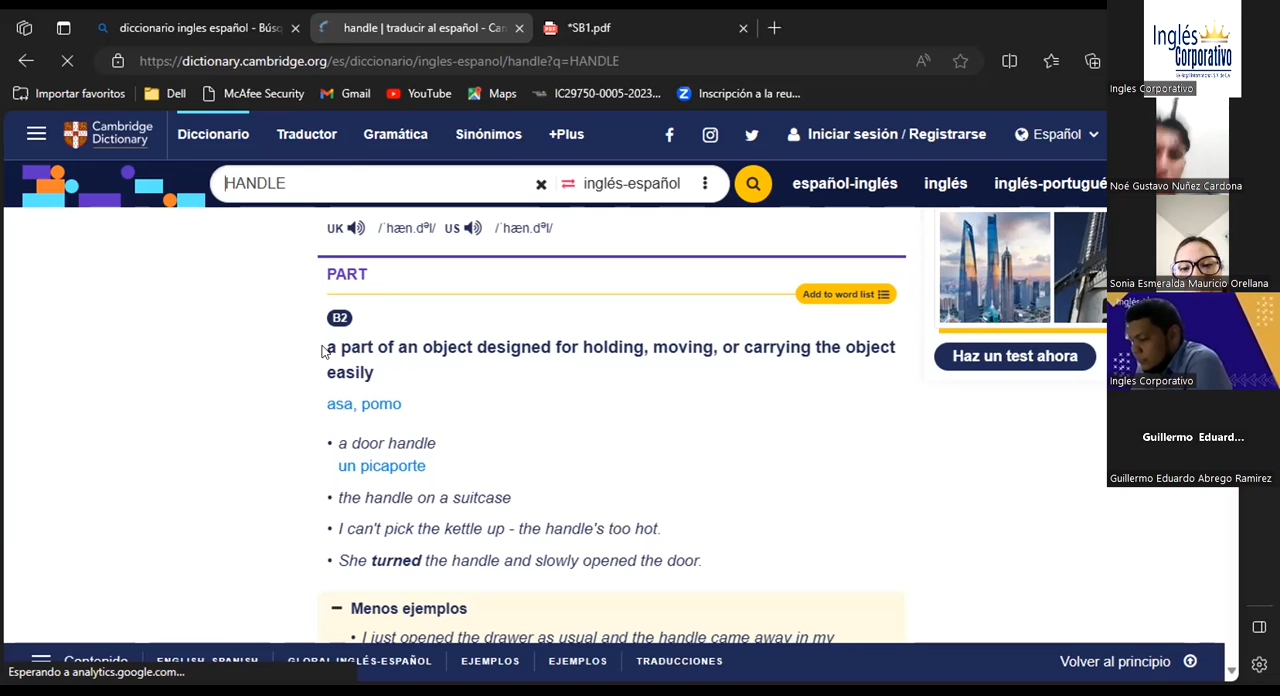 diccionario ingles español - Búsq
handle | traducir al español - Can
*SB1.pdf
https://dictionary.cambridge.org/es/diccionario/ingles-espanol/handle?q=HANDLE
Importar favoritos
Dell
McAfee Security
Gmail
YouTube
Maps
IC29750-0005-2023...
Inscripción a la reu...
Cambridge
Dictionary
Diccionario
Traductor
Gramática
Sinónimos
+Plus
Iniciar sesión / Registrarse
Español
HANDLE
inglés-español
español-inglés
inglés
inglés-portugué
UK /ˈhæn.dᵊl/ US /ˈhæn.dᵊl/
PART
Add to word list
B2
a part of an object designed for holding, moving, or carrying the object
easily
asa, pomo
• a door handle
un picaporte
• the handle on a suitcase
• I can't pick the kettle up - the handle's too hot.
• She turned the handle and slowly opened the door.
Menos ejemplos
• I just opened the drawer as usual and the handle came away in my
Haz un test ahora
Contenido
ENGLISH–SPANISH
GLOBAL INGLÉS-ESPAÑOL
EJEMPLOS
EJEMPLOS
TRADUCCIONES
Volver al principio
Esperando a analytics.google.com...
Inglés
Corporativo
Ingles Corporativo
Noé Gustavo Nuñez Cardona
Sonia Esmeralda Mauricio Orellana
Inglés
Ingles Corporativo
Guillermo Eduard...
Guillermo Eduardo Abrego Ramirez